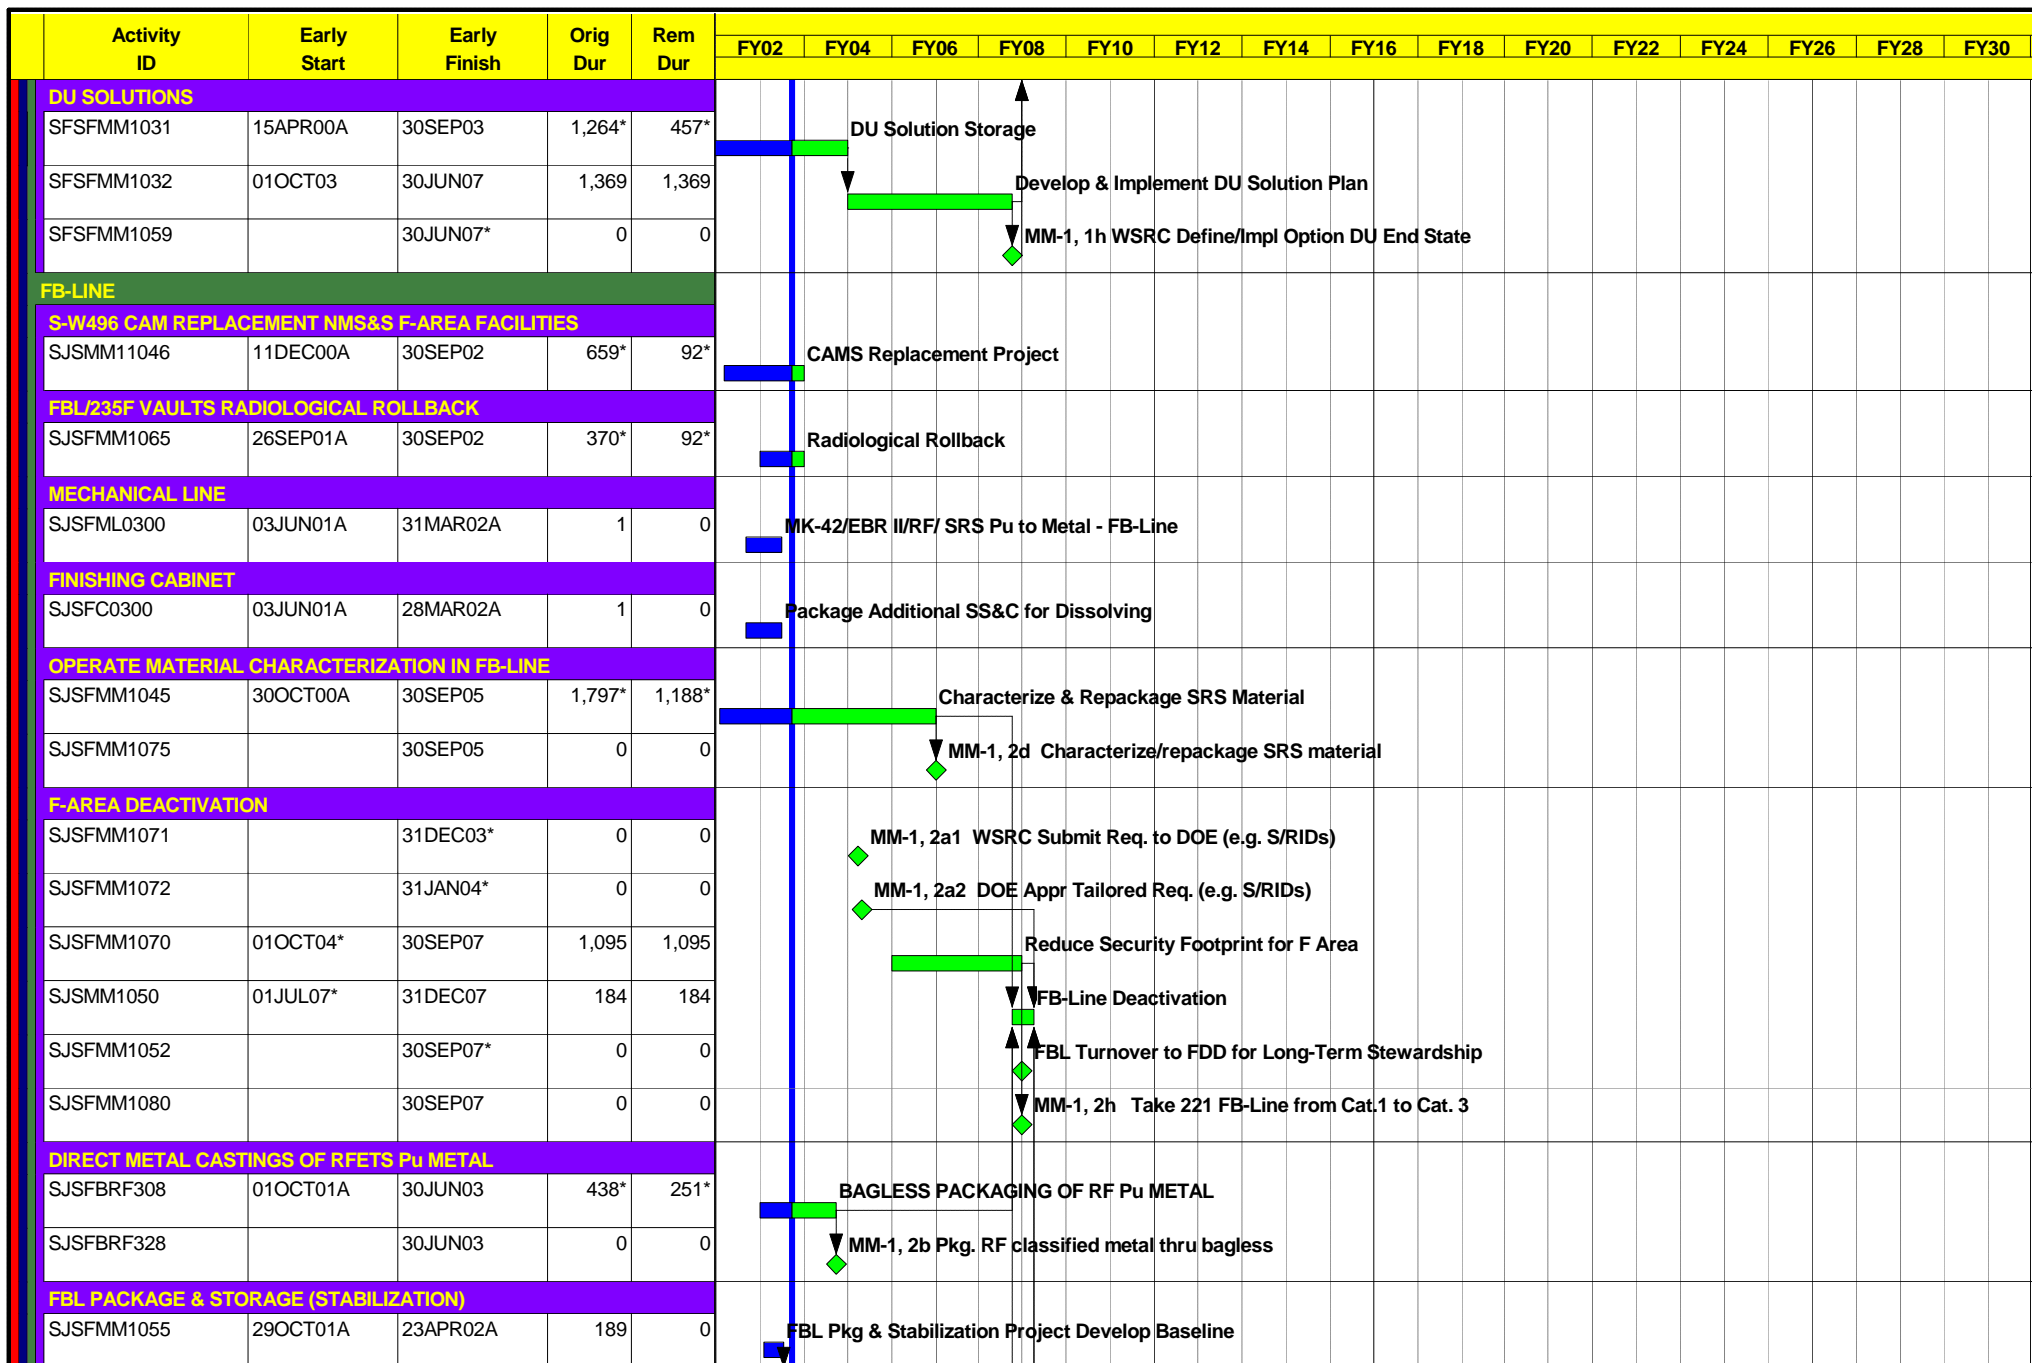 Activity ID Early Start Early Finish Orig Dur Rem Dur FY02 FY04 FY06 FY08 FY10 FY12 FY14 FY16 FY18 FY20 FY22 FY24 FY26 FY28 FY30
DU SOLUTIONS
SFSFMM1031 15APR00A 30SEP03 1,264* 457* DU Solution Storage
SFSFMM1032 01OCT03 30JUN07 1,369 1,369 Develop & Implement DU Solution Plan
SFSFMM1059 30JUN07* 0 0 MM-1, 1h WSRC Define/Impl Option DU End State
FB-LINE
S-W496 CAM REPLACEMENT NMS&S F-AREA FACILITIES
SJSMM11046 11DEC00A 30SEP02 659* 92* CAMS Replacement Project
FBL/235F VAULTS RADIOLOGICAL ROLLBACK
SJSFMM1065 26SEP01A 30SEP02 370* 92* Radiological Rollback
MECHANICAL LINE
SJSFML0300 03JUN01A 31MAR02A 1 0 MK-42/EBR II/RF/ SRS Pu to Metal - FB-Line
FINISHING CABINET
SJSFC0300 03JUN01A 28MAR02A 1 0 Package Additional SS&C for Dissolving
OPERATE MATERIAL CHARACTERIZATION IN FB-LINE
SJSFMM1045 30OCT00A 30SEP05 1,797* 1,188* Characterize & Repackage SRS Material
SJSFMM1075 30SEP05 0 0 MM-1, 2d Characterize/repackage SRS material
F-AREA DEACTIVATION
SJSFMM1071 31DEC03* 0 0 MM-1, 2a1 WSRC Submit Req. to DOE (e.g. S/RIDs)
SJSFMM1072 31JAN04* 0 0 MM-1, 2a2 DOE Appr Tailored Req. (e.g. S/RIDs)
SJSFMM1070 01OCT04* 30SEP07 1,095 1,095 Reduce Security Footprint for F Area
SJSMM1050 01JUL07* 31DEC07 184 184 FB-Line Deactivation
SJSFMM1052 30SEP07* 0 0 FBL Turnover to FDD for Long-Term Stewardship
SJSFMM1080 30SEP07 0 0 MM-1, 2h Take 221 FB-Line from Cat.1 to Cat. 3
DIRECT METAL CASTINGS OF RFETS Pu METAL
SJSFBRF308 01OCT01A 30JUN03 438* 251* BAGLESS PACKAGING OF RF Pu METAL
SJSFBRF328 30JUN03 0 0 MM-1, 2b Pkg. RF classified metal thru bagless
FBL PACKAGE & STORAGE (STABILIZATION)
SJSFMM1055 29OCT01A 23APR02A 189 0 FBL Pkg & Stabilization Project Develop Baseline